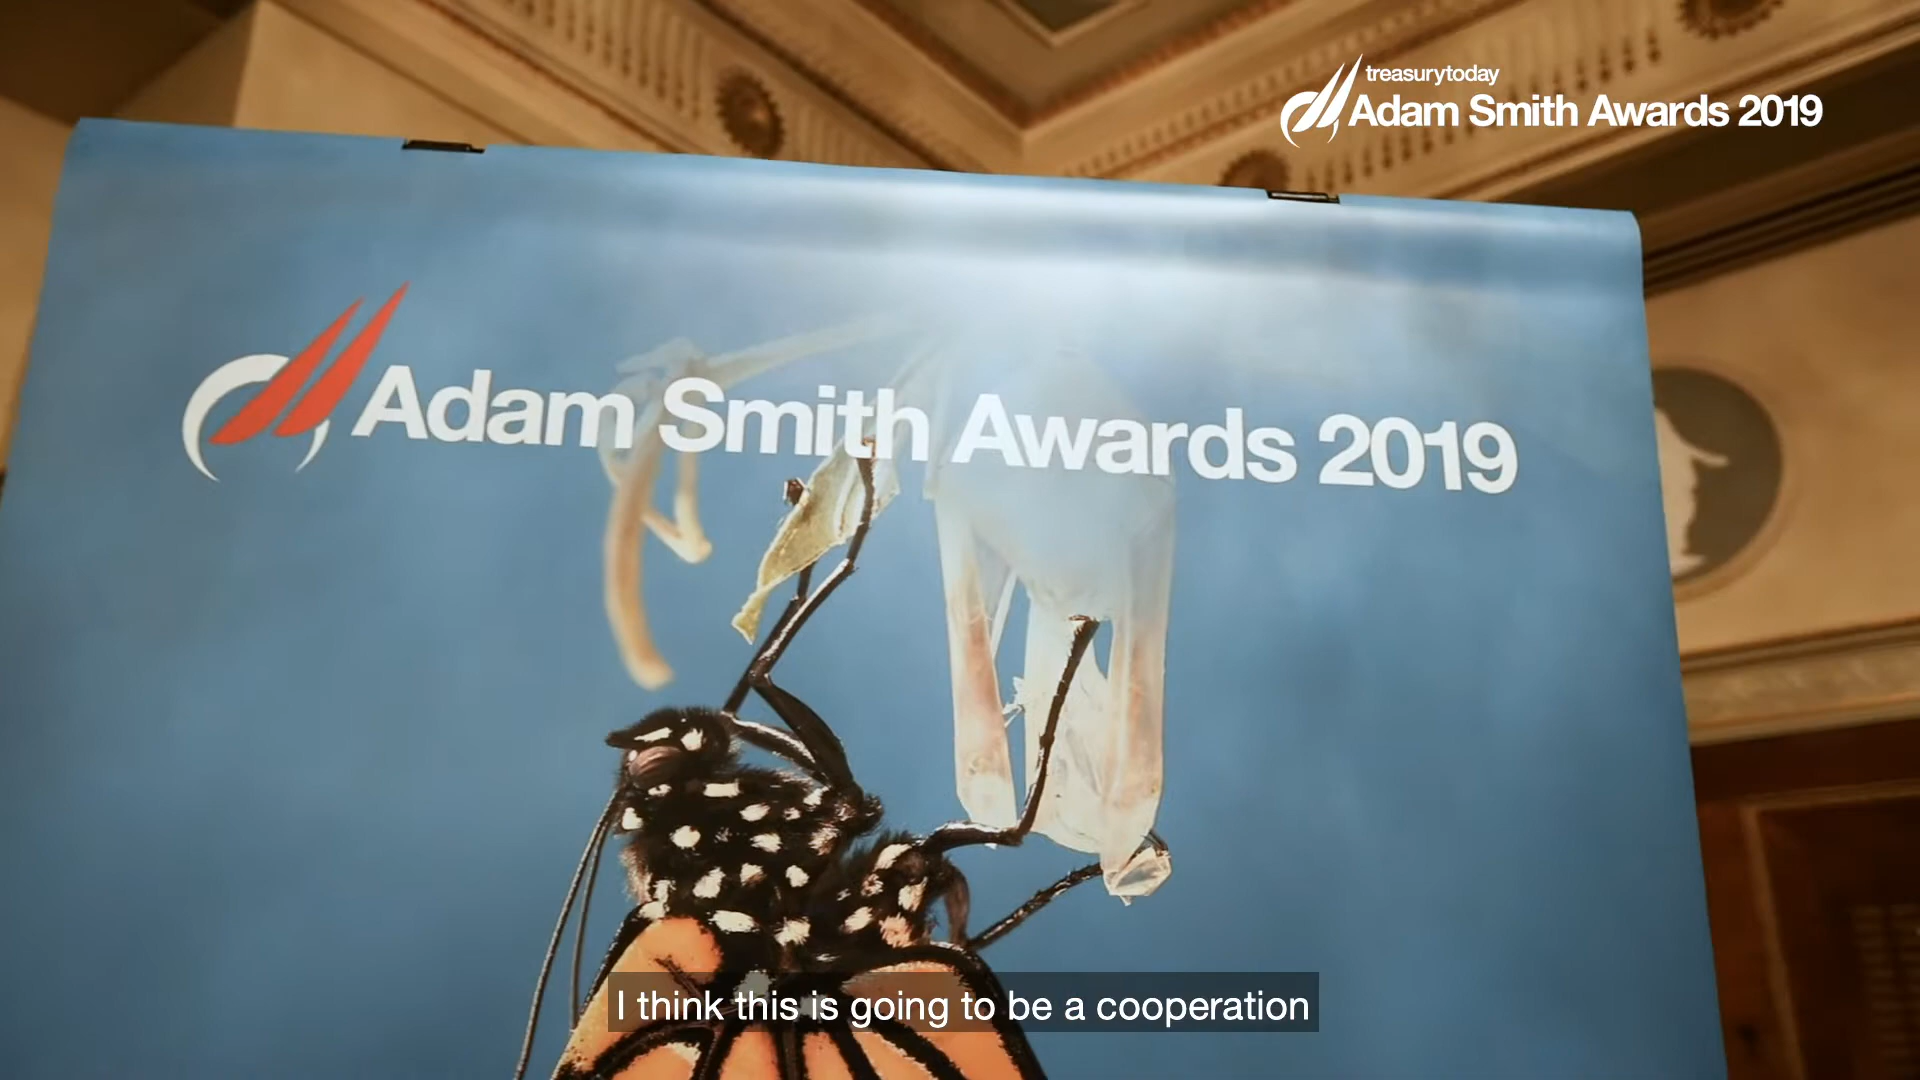 treasurytoday
Adam Smith Awards 2019
Adam Smith Awards 2019
I think this is going to be a cooperation